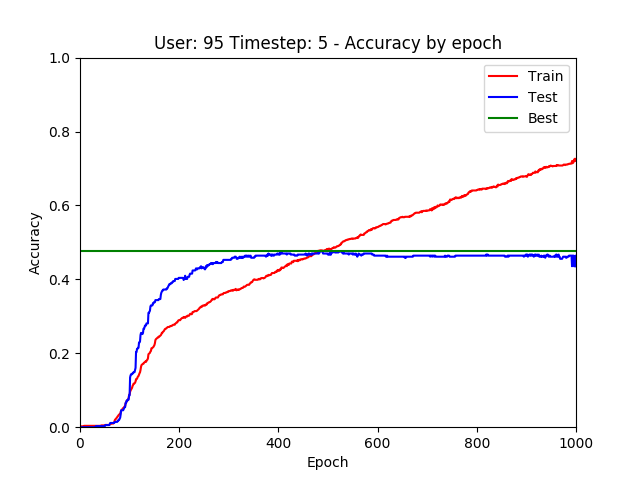 User: 95 Timestep: 5 - Accuracy by epoch
1.0
0.8
0.6
0.4
0.2
0.0
Accuracy
Train
Test
Best
0 200 400 600 800 1000
Epoch